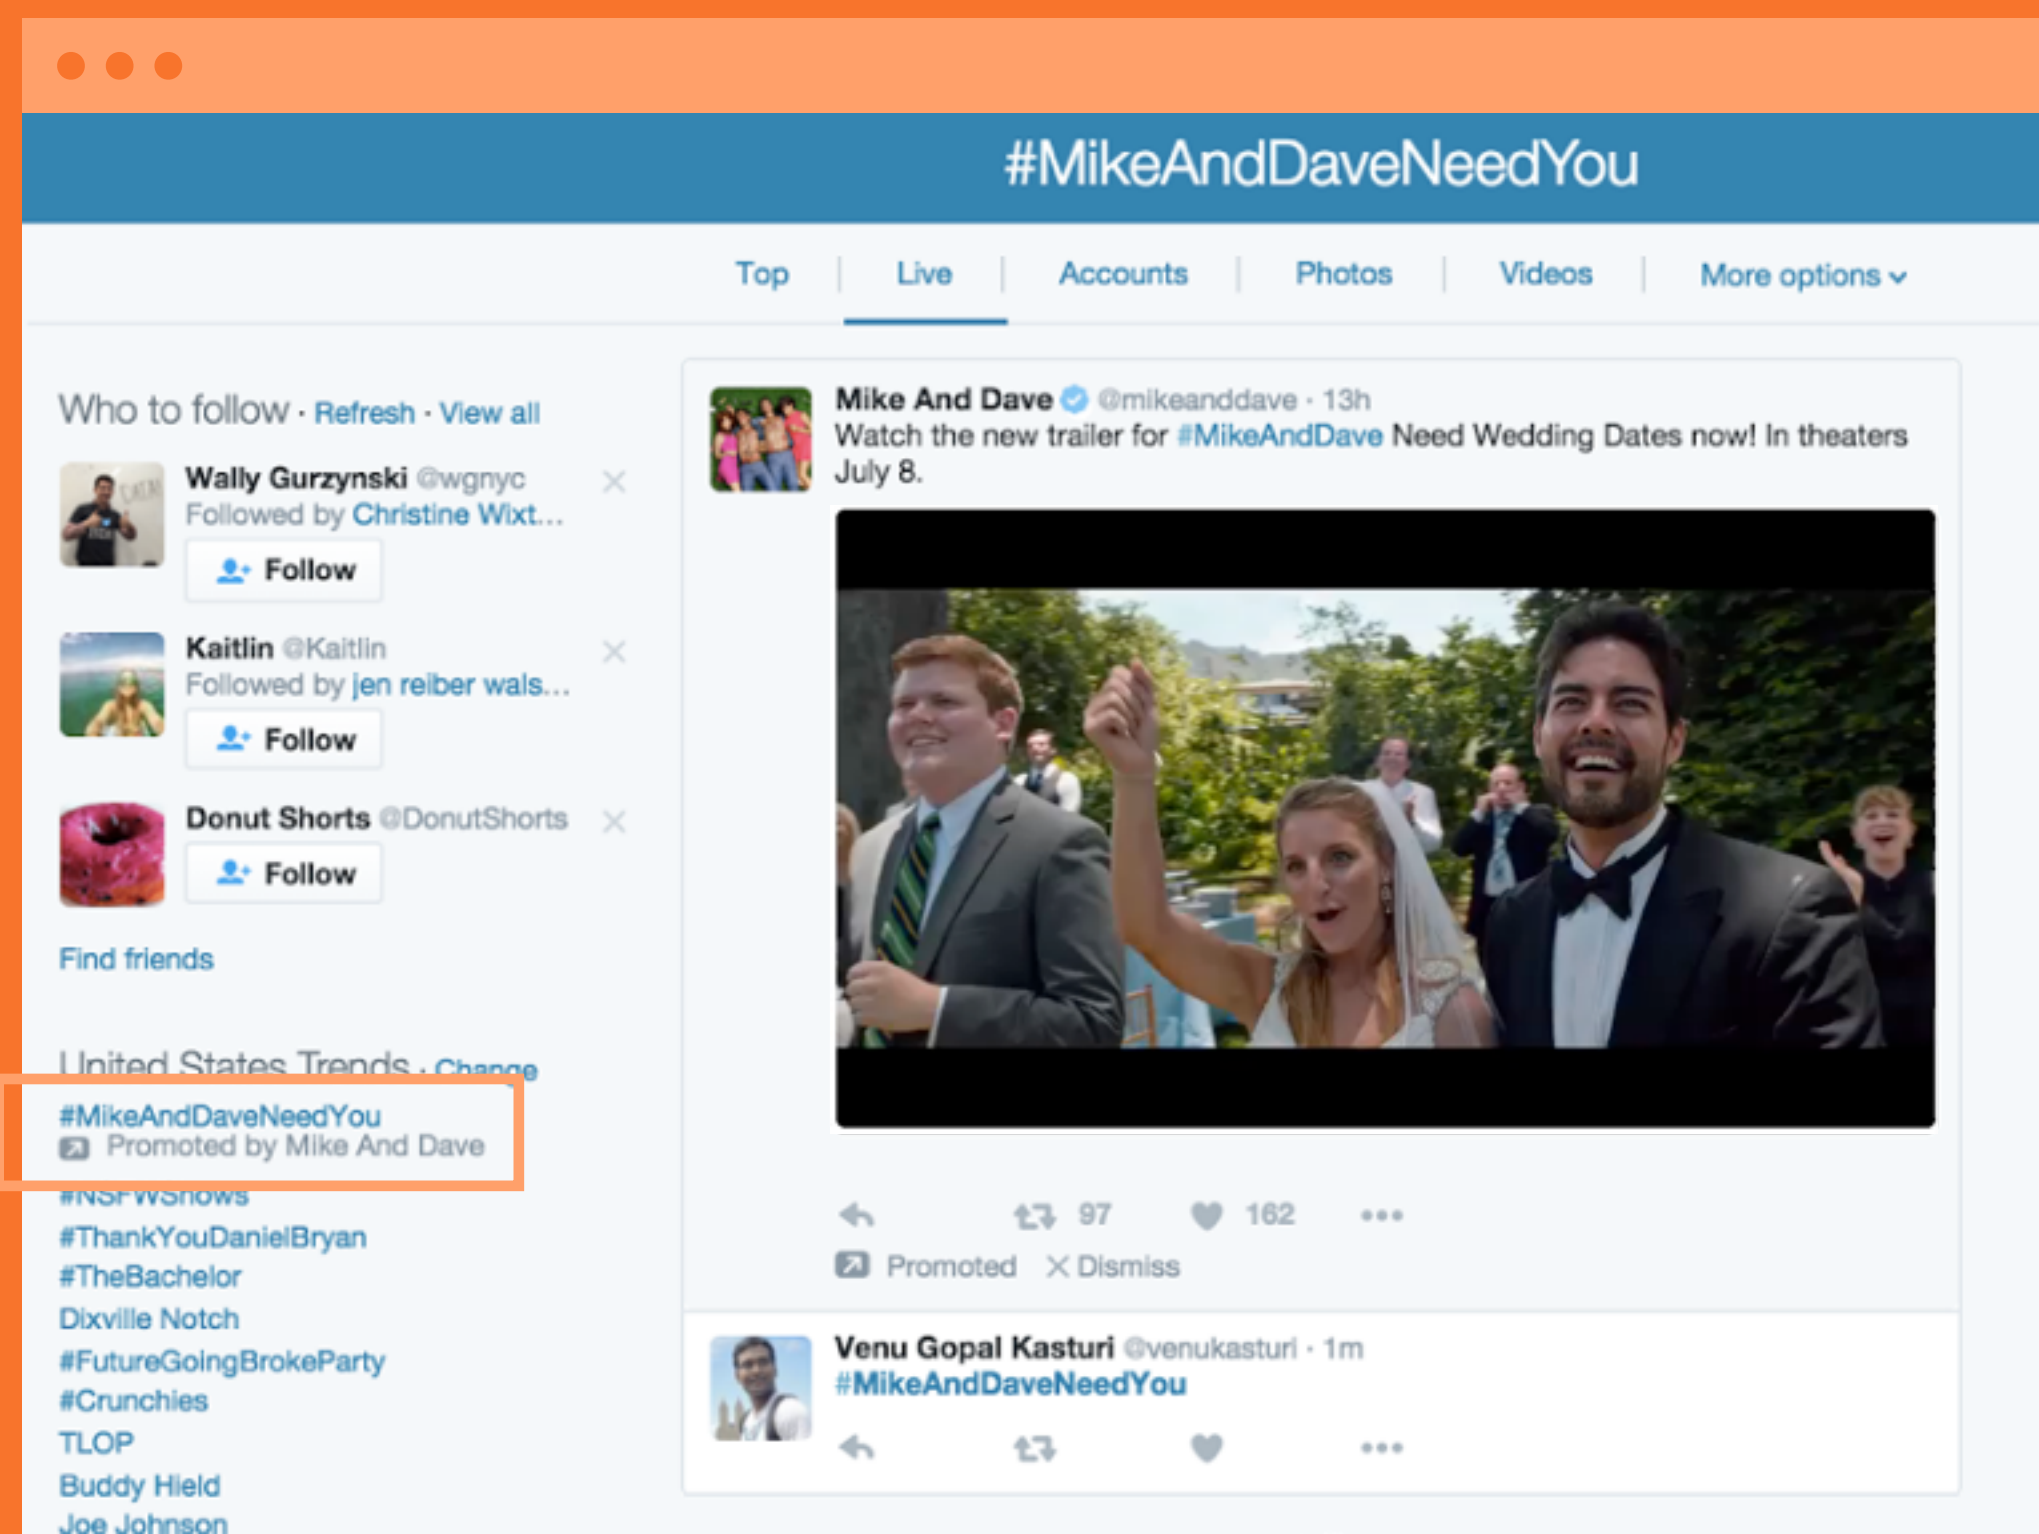 #MikeAndDaveNeedYou
Top
Live
Accounts
Photos
Videos
More options
Who to follow · Refresh · View all
Wally Gurzynski @wgnyc
Followed by Christine Wixt...
Follow
Kaitlin @Kaitlin
Followed by jen reiber wals...
Follow
Donut Shorts @DonutShorts
Follow
Find friends
United States Trends · Change
#MikeAndDaveNeedYou
Promoted by Mike And Dave
#NSFWShows
#ThankYouDanielBryan
#TheBachelor
Dixville Notch
#FutureGoingBrokeParty
#Crunchies
TLOP
Buddy Hield
Joe Johnson
Mike And Dave @mikeanddave · 13h
Watch the new trailer for #MikeAndDave Need Wedding Dates now! In theaters
July 8.
97
162
Promoted
Dismiss
Venu Gopal Kasturi @venukasturi · 1m
#MikeAndDaveNeedYou